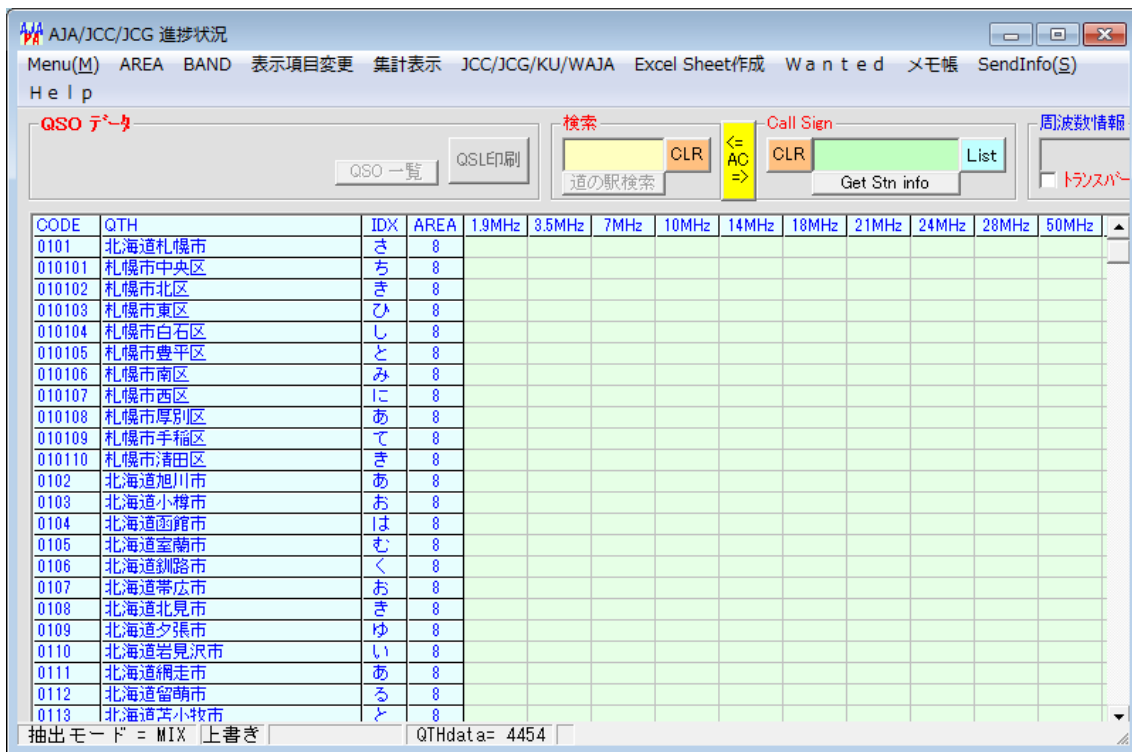 AJA/JCC/JCG 進捗状況
Menu(M) AREA BAND 表示項目変更 集計表示 JCC/JCG/KU/WAJA Excel Sheet作成 Ｗａｎｔｅｄ メモ帳 SendInfo(S)
Ｈｅｌｐ
QSO ﾃﾞｰﾀ 検索 Call Sign 周波数情報
QSO 一覧 QSL印刷 CLR <= AC => CLR List
道の駅検索 Get Stn info トランスバー
CODE QTH IDX AREA 1.9MHz 3.5MHz 7MHz 10MHz 14MHz 18MHz 21MHz 24MHz 28MHz 50MHz
0101 北海道札幌市 さ 8
010101 札幌市中央区 ち 8
010102 札幌市北区 き 8
010103 札幌市東区 ひ 8
010104 札幌市白石区 し 8
010105 札幌市豊平区 と 8
010106 札幌市南区 み 8
010107 札幌市西区 に 8
010108 札幌市厚別区 あ 8
010109 札幌市手稲区 て 8
010110 札幌市清田区 き 8
0102 北海道旭川市 あ 8
0103 北海道小樽市 お 8
0104 北海道函館市 は 8
0105 北海道室蘭市 む 8
0106 北海道釧路市 く 8
0107 北海道帯広市 お 8
0108 北海道北見市 き 8
0109 北海道夕張市 ゆ 8
0110 北海道岩見沢市 い 8
0111 北海道網走市 あ 8
0112 北海道留萌市 る 8
0113 北海道苫小牧市 と 8
抽出モード = MIX 上書き QTHdata= 4454